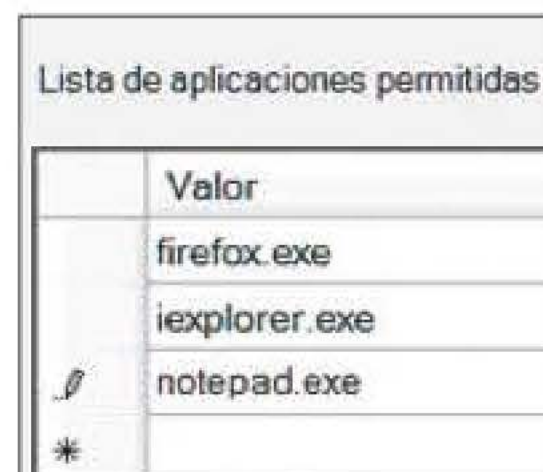 Lista de aplicaciones permitidas
Valor
firefox.exe
iexplorer.exe
notepad.exe
*